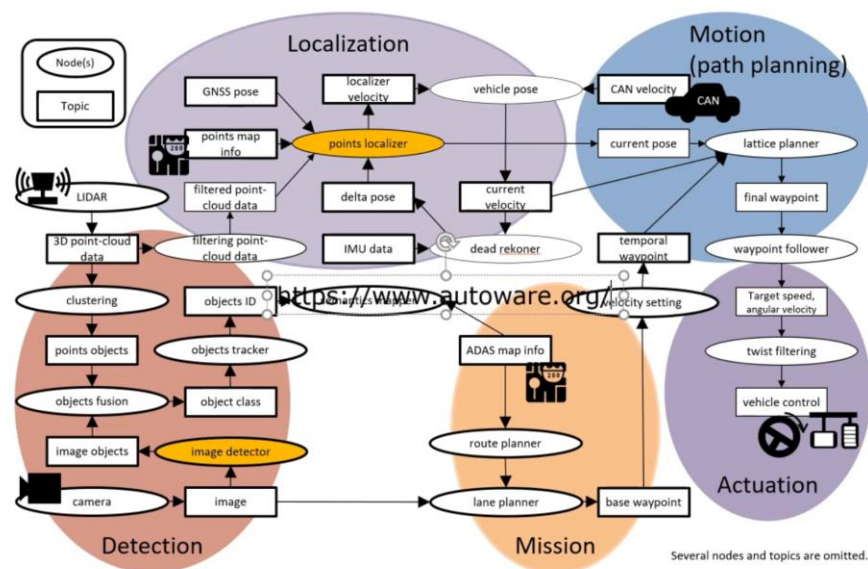 Node(s)
Topic
Localization
Motion
(path planning)
GNSS pose
localizer
velocity
vehicle pose
CAN velocity
CAN
points map
info
points localizer
current pose
lattice planner
LIDAR
filtered point-
cloud data
delta pose
current
velocity
final waypoint
3D point-cloud
data
filtering point-
cloud data
IMU data
dead rekoner
temporal
waypoint
waypoint follower
clustering
objects ID
https://www.autoware.org/
semantics mapper
velocity setting
Target speed,
angular velocity
points objects
objects tracker
ADAS map info
twist filtering
objects fusion
object class
vehicle control
image objects
image detector
route planner
camera
image
lane planner
base waypoint
Actuation
Detection
Mission
Several nodes and topics are omitted.